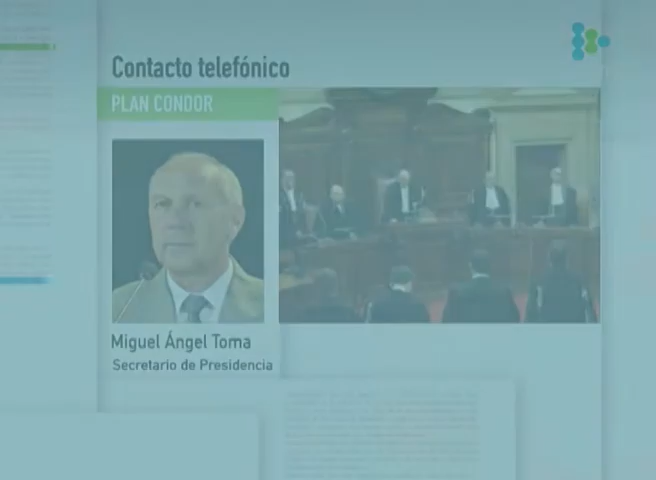 Contacto telefónico
PLAN CONDOR
Miguel Ángel Toma
Secretario de Presidencia